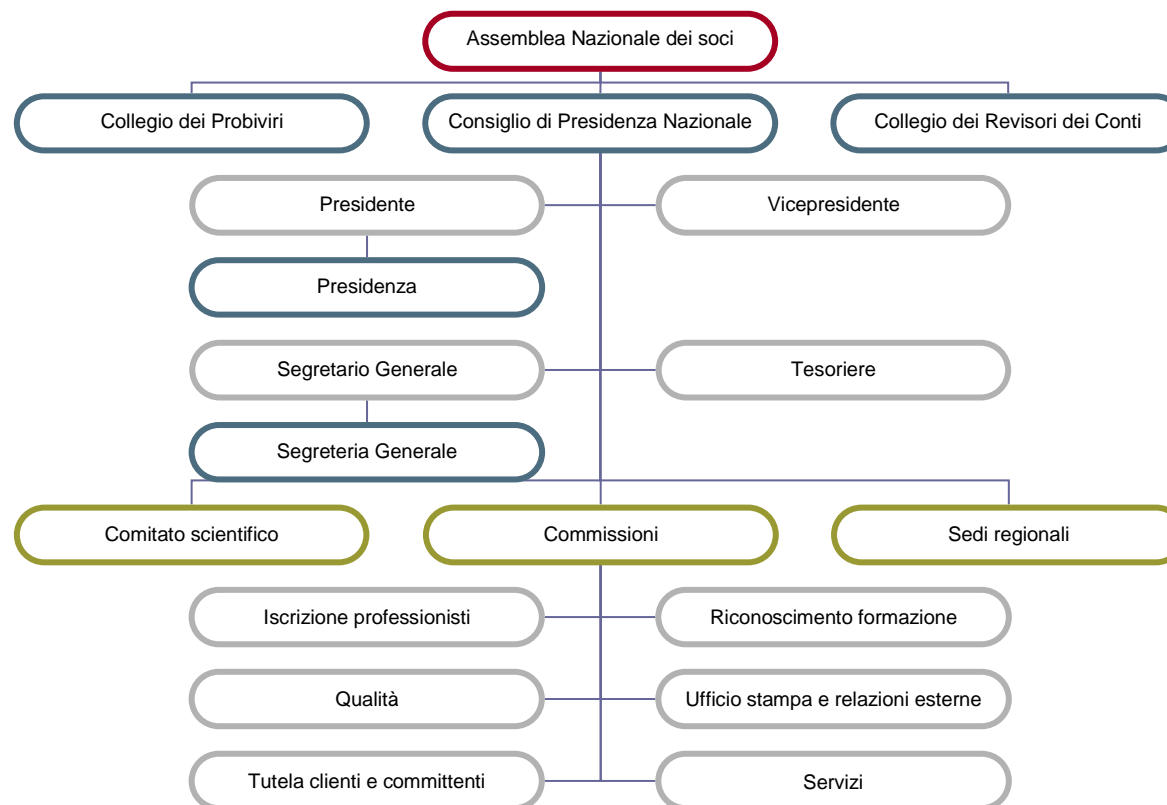 Assemblea Nazionale dei soci
Collegio dei Probiviri
Consiglio di Presidenza Nazionale
Collegio dei Revisori dei Conti
Presidente
Vicepresidente
Presidenza
Segretario Generale
Tesoriere
Segreteria Generale
Comitato scientifico
Commissioni
Sedi regionali
Iscrizione professionisti
Riconoscimento formazione
Qualità
Ufficio stampa e relazioni esterne
Tutela clienti e committenti
Servizi